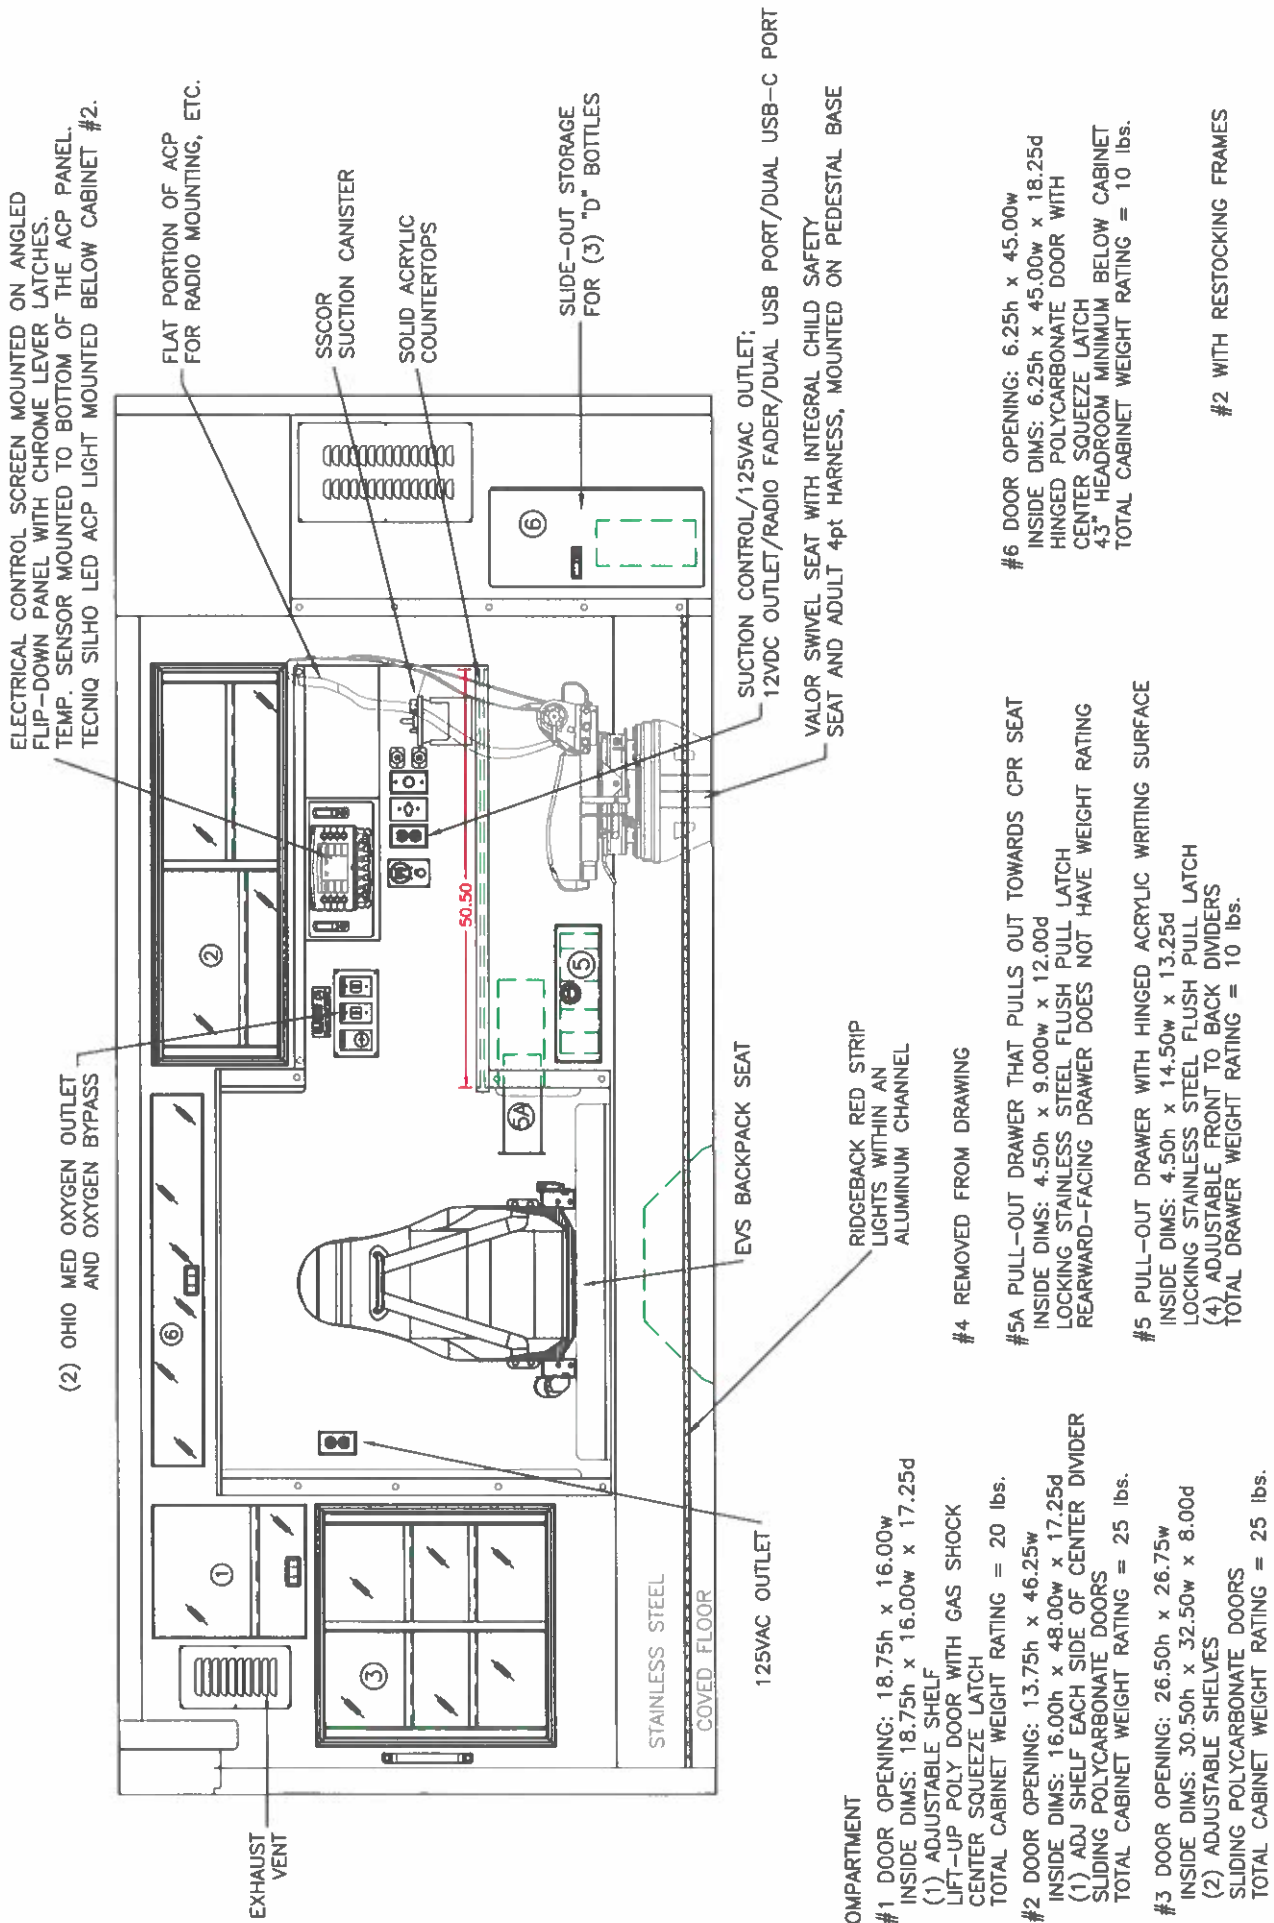 ELECTRICAL CONTROL SCREEN MOUNTED ON ANGLED
FLIP-DOWN PANEL WITH CHROME LEVER LATCHES.
TEMP. SENSOR MOUNTED TO BOTTOM OF THE ACP PANEL.
TECNIQ SILHO LED ACP LIGHT MOUNTED BELOW CABINET #2.
(2) OHIO MED OXYGEN OUTLET
AND OXYGEN BYPASS
FLAT PORTION OF ACP
FOR RADIO MOUNTING, ETC.
SSCOR
SUCTION CANISTER
SOLID ACRYLIC
COUNTERTOPS
SLIDE-OUT STORAGE
FOR (3) "D" BOTTLES
SUCTION CONTROL/125VAC OUTLET;
12VDC OUTLET/RADIO FADER/DUAL USB PORT/DUAL USB-C PORT
VALOR SWIVEL SEAT WITH INTEGRAL CHILD SAFETY
SEAT AND ADULT 4pt HARNESS, MOUNTED ON PEDESTAL BASE
EXHAUST
VENT
1
6
2
3
50.50
5A
5
6
STAINLESS STEEL
COVED FLOOR
125VAC OUTLET
EVS BACKPACK SEAT
RIDGEBACK RED STRIP
LIGHTS WITHIN AN
ALUMINUM CHANNEL
OMPARTMENT
#1 DOOR OPENING: 18.75h x 16.00w
INSIDE DIMS: 18.75h x 16.00w x 17.25d
(1) ADJUSTABLE SHELF
LIFT-UP POLY DOOR WITH GAS SHOCK
CENTER SQUEEZE LATCH
TOTAL CABINET WEIGHT RATING = 20 lbs.
#2 DOOR OPENING: 13.75h x 46.25w
INSIDE DIMS: 16.00h x 48.00w x 17.25d
(1) ADJ SHELF EACH SIDE OF CENTER DIVIDER
SLIDING POLYCARBONATE DOORS
TOTAL CABINET WEIGHT RATING = 25 lbs.
#3 DOOR OPENING: 26.50h x 26.75w
INSIDE DIMS: 30.50h x 32.50w x 8.00d
(2) ADJUSTABLE SHELVES
SLIDING POLYCARBONATE DOORS
TOTAL CABINET WEIGHT RATING = 25 lbs.
#4 REMOVED FROM DRAWING
#5A PULL-OUT DRAWER THAT PULLS OUT TOWARDS CPR SEAT
INSIDE DIMS: 4.50h x 9.000w x 12.00d
LOCKING STAINLESS STEEL FLUSH PULL LATCH
REARWARD-FACING DRAWER DOES NOT HAVE WEIGHT RATING
#5 PULL-OUT DRAWER WITH HINGED ACRYLIC WRITING SURFACE
INSIDE DIMS: 4.50h x 14.50w x 13.25d
LOCKING STAINLESS STEEL FLUSH PULL LATCH
(4) ADJUSTABLE FRONT TO BACK DIVIDERS
TOTAL DRAWER WEIGHT RATING = 10 lbs.
#6 DOOR OPENING: 6.25h x 45.00w
INSIDE DIMS: 6.25h x 45.00w x 18.25d
HINGED POLYCARBONATE DOOR WITH
CENTER SQUEEZE LATCH
43" HEADROOM MINIMUM BELOW CABINET
TOTAL CABINET WEIGHT RATING = 10 lbs.
#2 WITH RESTOCKING FRAMES